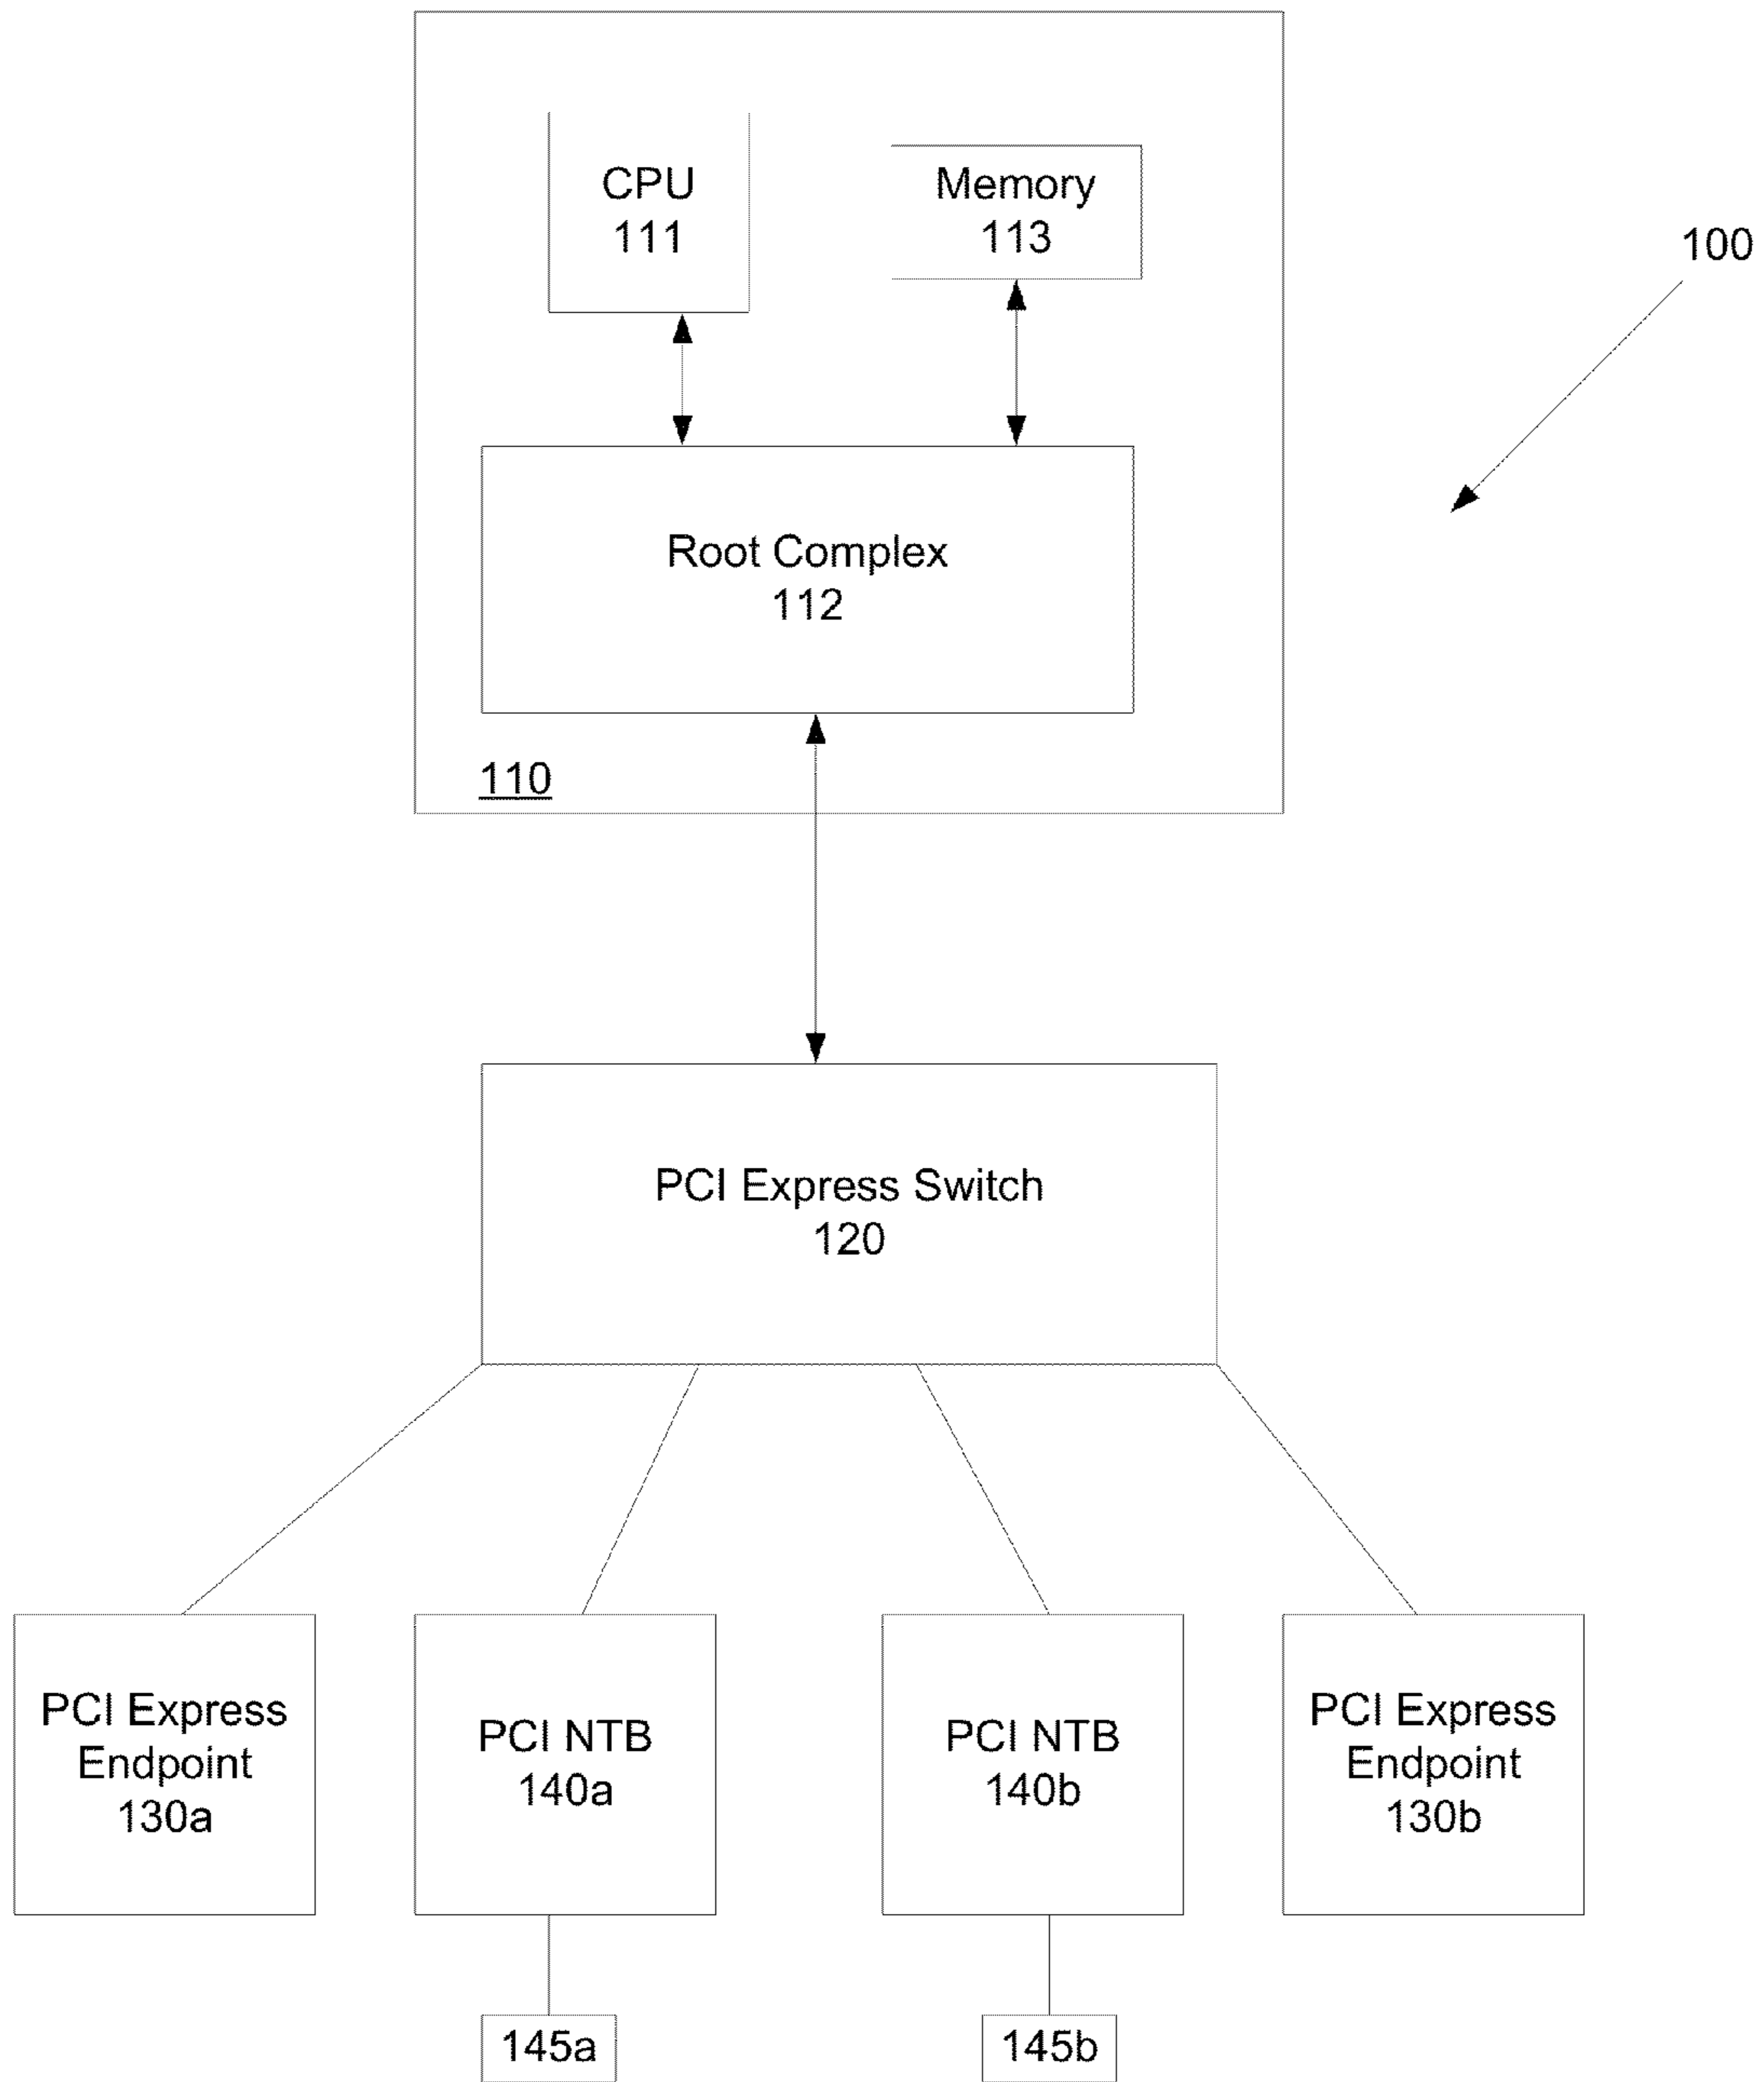 CPU
111
Memory
113
100
Root Complex
112
110
PCI Express Switch
120
PCI Express
Endpoint
130a
PCI NTB
140a
PCI NTB
140b
PCI Express
Endpoint
130b
145a
145b